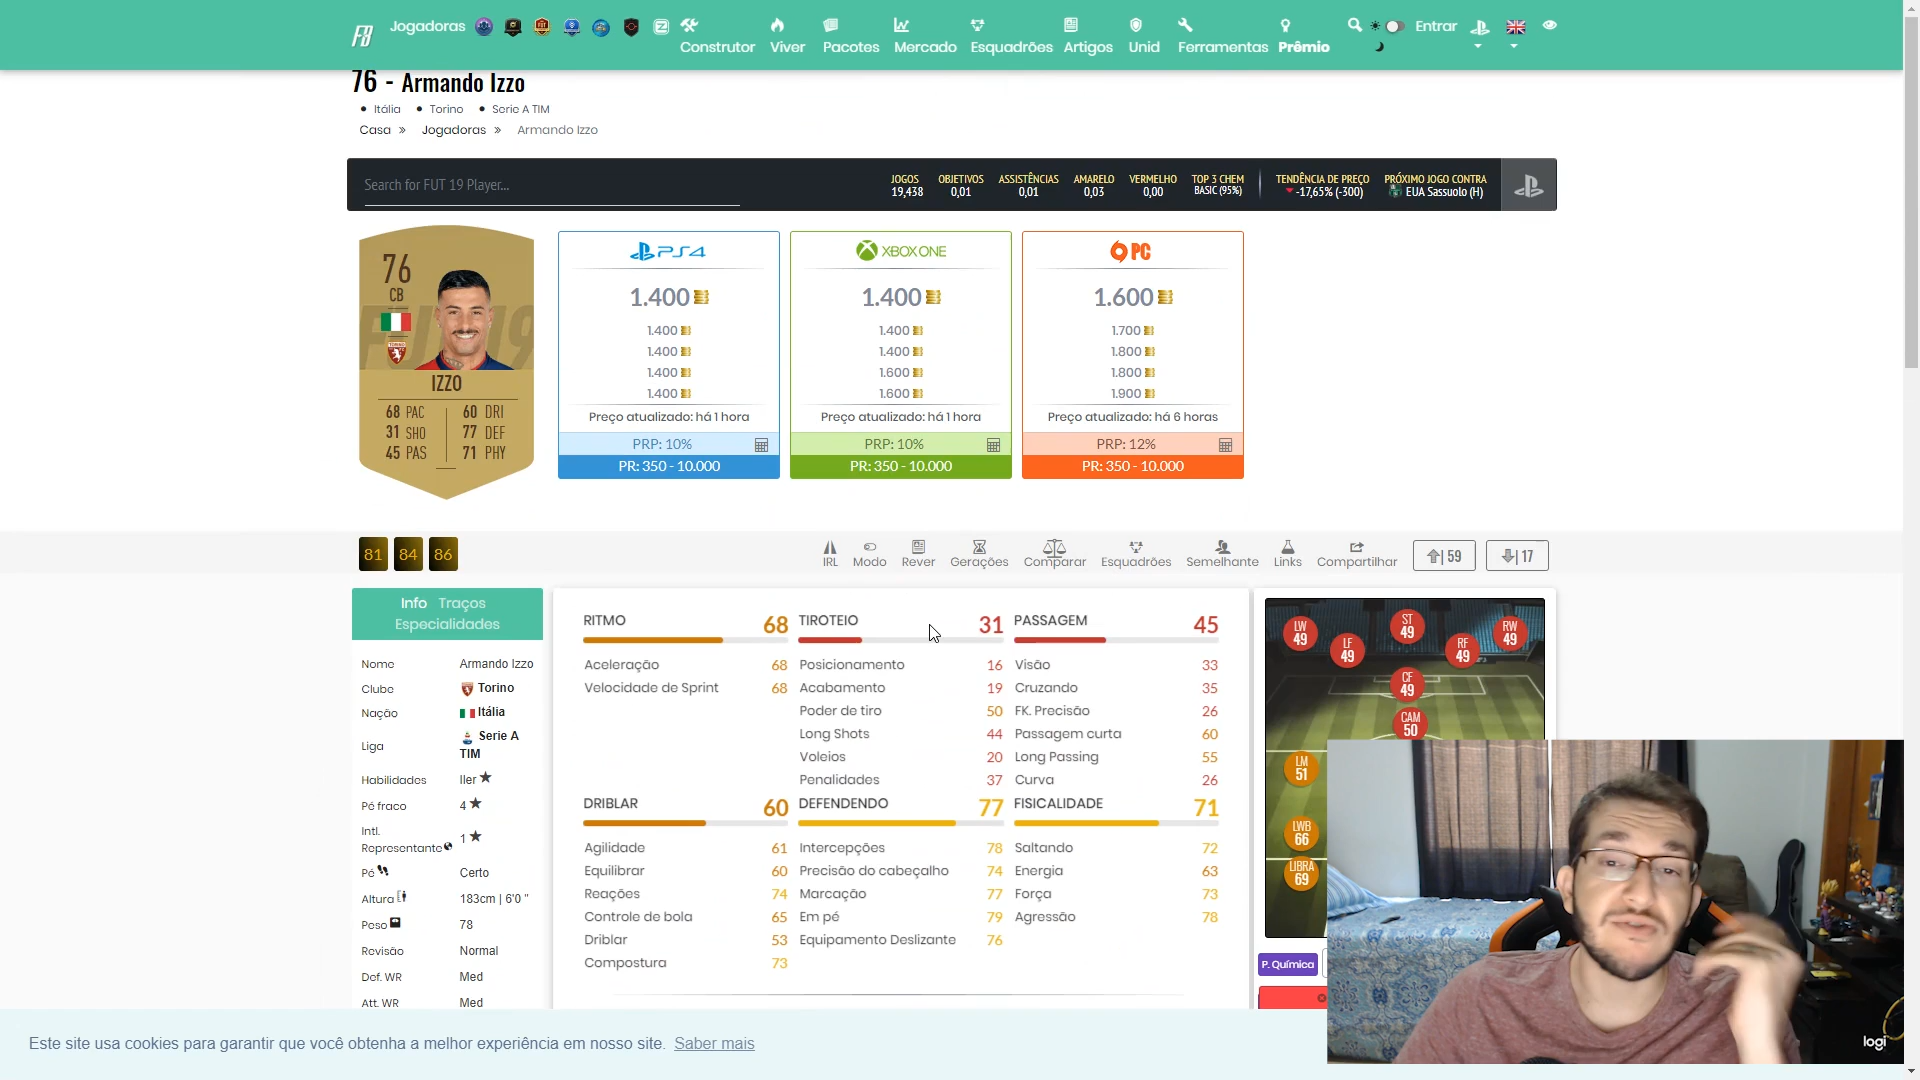 Jogadoras
Construtor
Viver
Pacotes
Mercado
Esquadrões
Artigos
Unid
Ferramentas
Prêmio
Entrar
76 - Armando Izzo
Itália Torino Serie A TIM
Casa » Jogadoras » Armando Izzo
Search for FUT 19 Player...
JOGOS
19,438
OBJETIVOS
0,01
ASSISTÊNCIAS
0,01
AMARELO
0,03
VERMELHO
0,00
TOP 3 CHEM
BASIC (95%)
TENDÊNCIA DE PREÇO
-17,65% (-300)
PRÓXIMO JOGO CONTRA
EUA Sassuolo (H)
76
CB
IZZO
68 PAC 60 DRI
31 SHO 77 DEF
45 PAS 71 PHY
PS4
1.400
1.400
1.400
1.400
1.400
Preço atualizado: há 1 hora
PRP: 10%
PR: 350 - 10.000
XBOX ONE
1.400
1.400
1.400
1.600
1.600
Preço atualizado: há 1 hora
PRP: 10%
PR: 350 - 10.000
PC
1.600
1.700
1.800
1.800
1.900
Preço atualizado: há 6 horas
PRP: 12%
PR: 350 - 10.000
81 84 86
IRL
Modo
Rever
Gerações
Comparar
Esquadrões
Semelhante
Links
Compartilhar
59
17
Info Traços
Especialidades
Nome Armando Izzo
Clube Torino
Nação Itália
Liga Serie A
TIM
Habilidades ller
Pé fraco 4
Intl.
Representante 1
Pé Certo
Altura 183cm | 6'0 "
Peso 78
Revisão Normal
Def. WR Med
Att. WR Med
RITMO 68
Aceleração 68
Velocidade de Sprint 68
TIROTEIO 31
Posicionamento 16
Acabamento 19
Poder de tiro 50
Long Shots 44
Voleios 20
Penalidades 37
PASSAGEM 45
Visão 33
Cruzando 35
FK. Precisão 26
Passagem curta 60
Long Passing 55
Curva 26
DRIBLAR 60
Agilidade 61
Equilibrar 60
Reações 74
Controle de bola 65
Driblar 53
Compostura 73
DEFENDENDO 77
Intercepções 78
Precisão do cabeçalho 74
Marcação 77
Em pé 79
Equipamento Deslizante 76
FISICALIDADE 71
Saltando 72
Energia 63
Força 73
Agressão 78
LW
49
LF
49
ST
49
RF
49
RW
49
CF
49
CAM
50
LM
51
LWB
66
LIBRA
69
P. Química
Este site usa cookies para garantir que você obtenha a melhor experiência em nosso site. Saber mais
logi